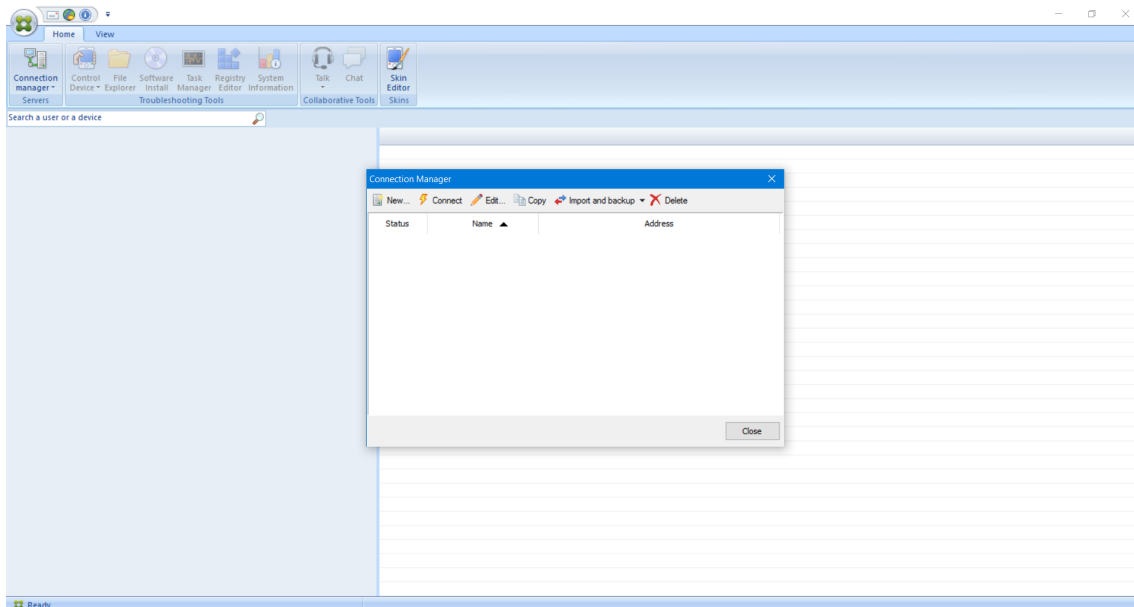 Home View
Connection manager
Control Device
File Explorer
Software Install
Task Manager
Registry Editor
System Information
Talk
Chat
Skin Editor
Servers
Troubleshooting Tools
Collaborative Tools
Skins
Search a user or a device
Connection Manager
New... Connect Edit... Copy Import and backup Delete
Status Name Address
Close
Ready